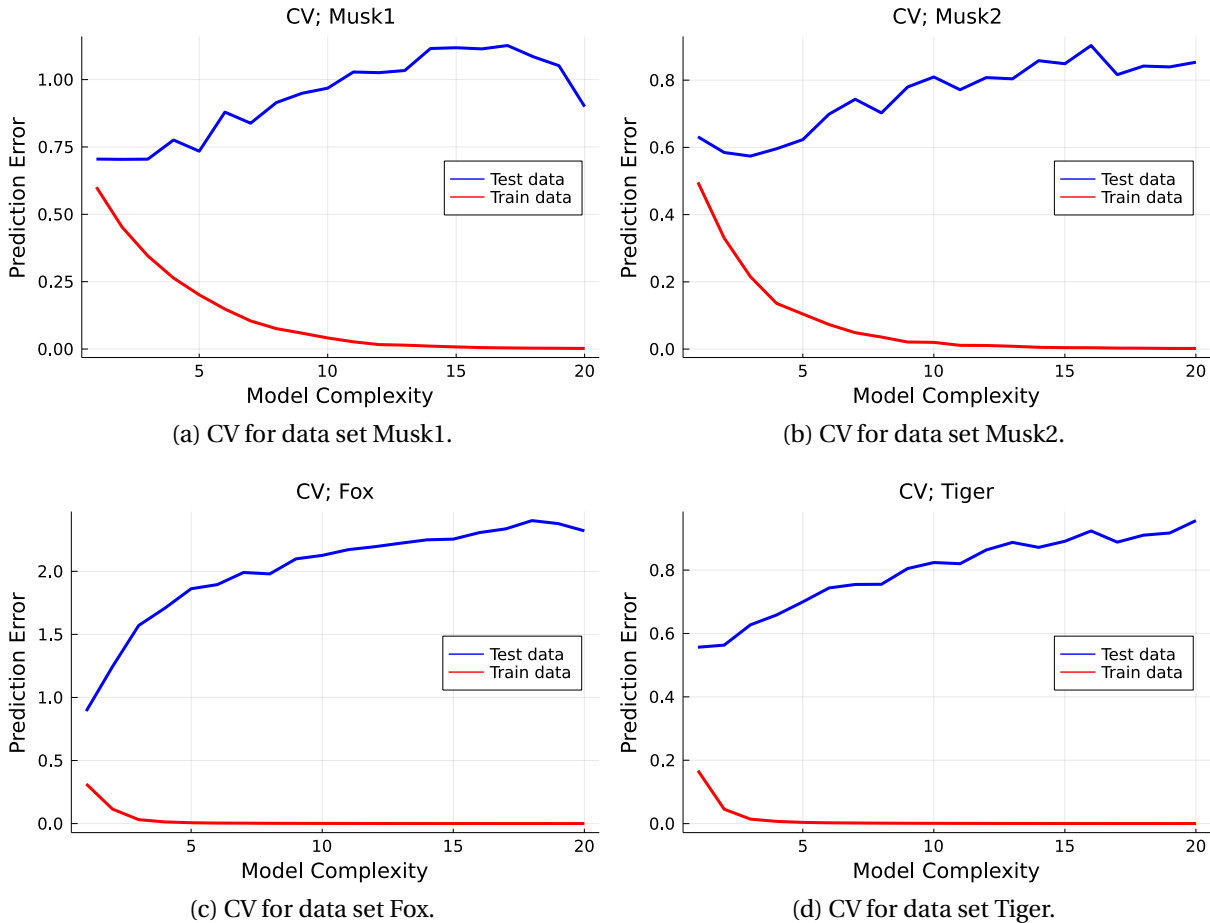 CV; Musk1
Prediction Error
1.00
0.75
0.50
0.25
0.00
Test data
Train data
5
10
15
20
Model Complexity
(a) CV for data set Musk1.
CV; Musk2
Prediction Error
0.8
0.6
0.4
0.2
0.0
Test data
Train data
5
10
15
20
Model Complexity
(b) CV for data set Musk2.
CV; Fox
Prediction Error
2.0
1.5
1.0
0.5
0.0
Test data
Train data
5
10
15
20
Model Complexity
(c) CV for data set Fox.
CV; Tiger
Prediction Error
0.8
0.6
0.4
0.2
0.0
Test data
Train data
5
10
15
20
Model Complexity
(d) CV for data set Tiger.